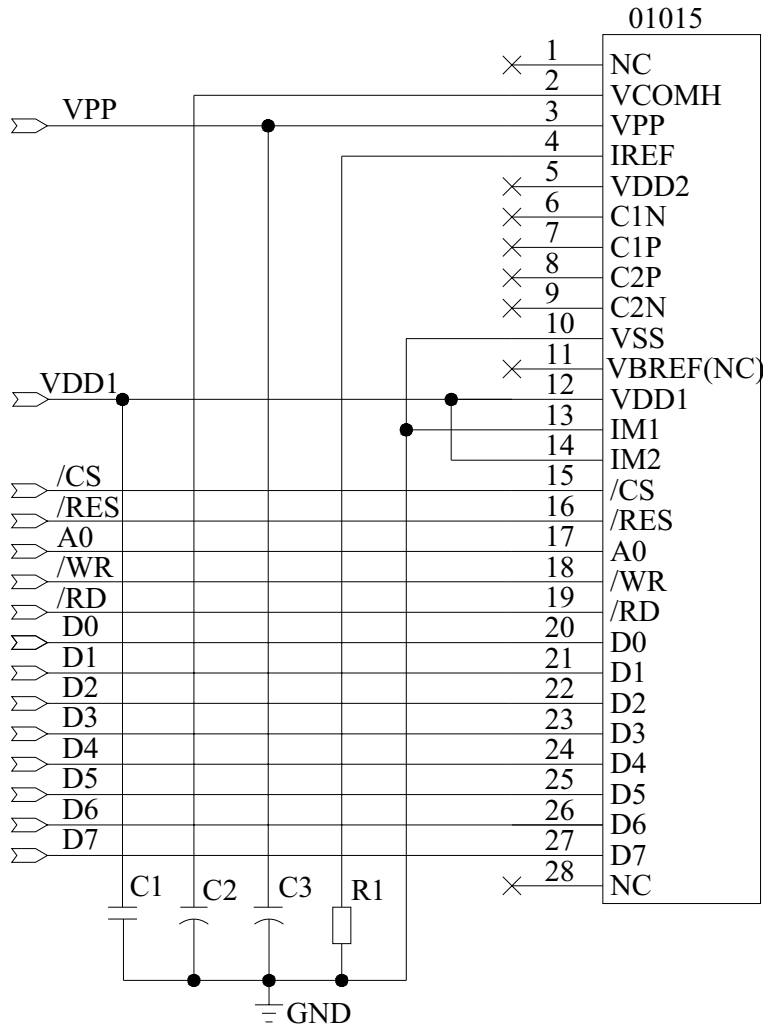 01015
1 NC
2 VCOMH
VPP 3 VPP
4 IREF
5 VDD2
6 C1N
7 C1P
8 C2P
9 C2N
10 VSS
11 VBREF(NC)
VDD1 12 VDD1
13 IM1
14 IM2
/CS 15 /CS
/RES 16 /RES
A0 17 A0
/WR 18 /WR
/RD 19 /RD
D0 20 D0
D1 21 D1
D2 22 D2
D3 23 D3
D4 24 D4
D5 25 D5
D6 26 D6
D7 27 D7
28 NC
C1 C2 C3 R1
GND